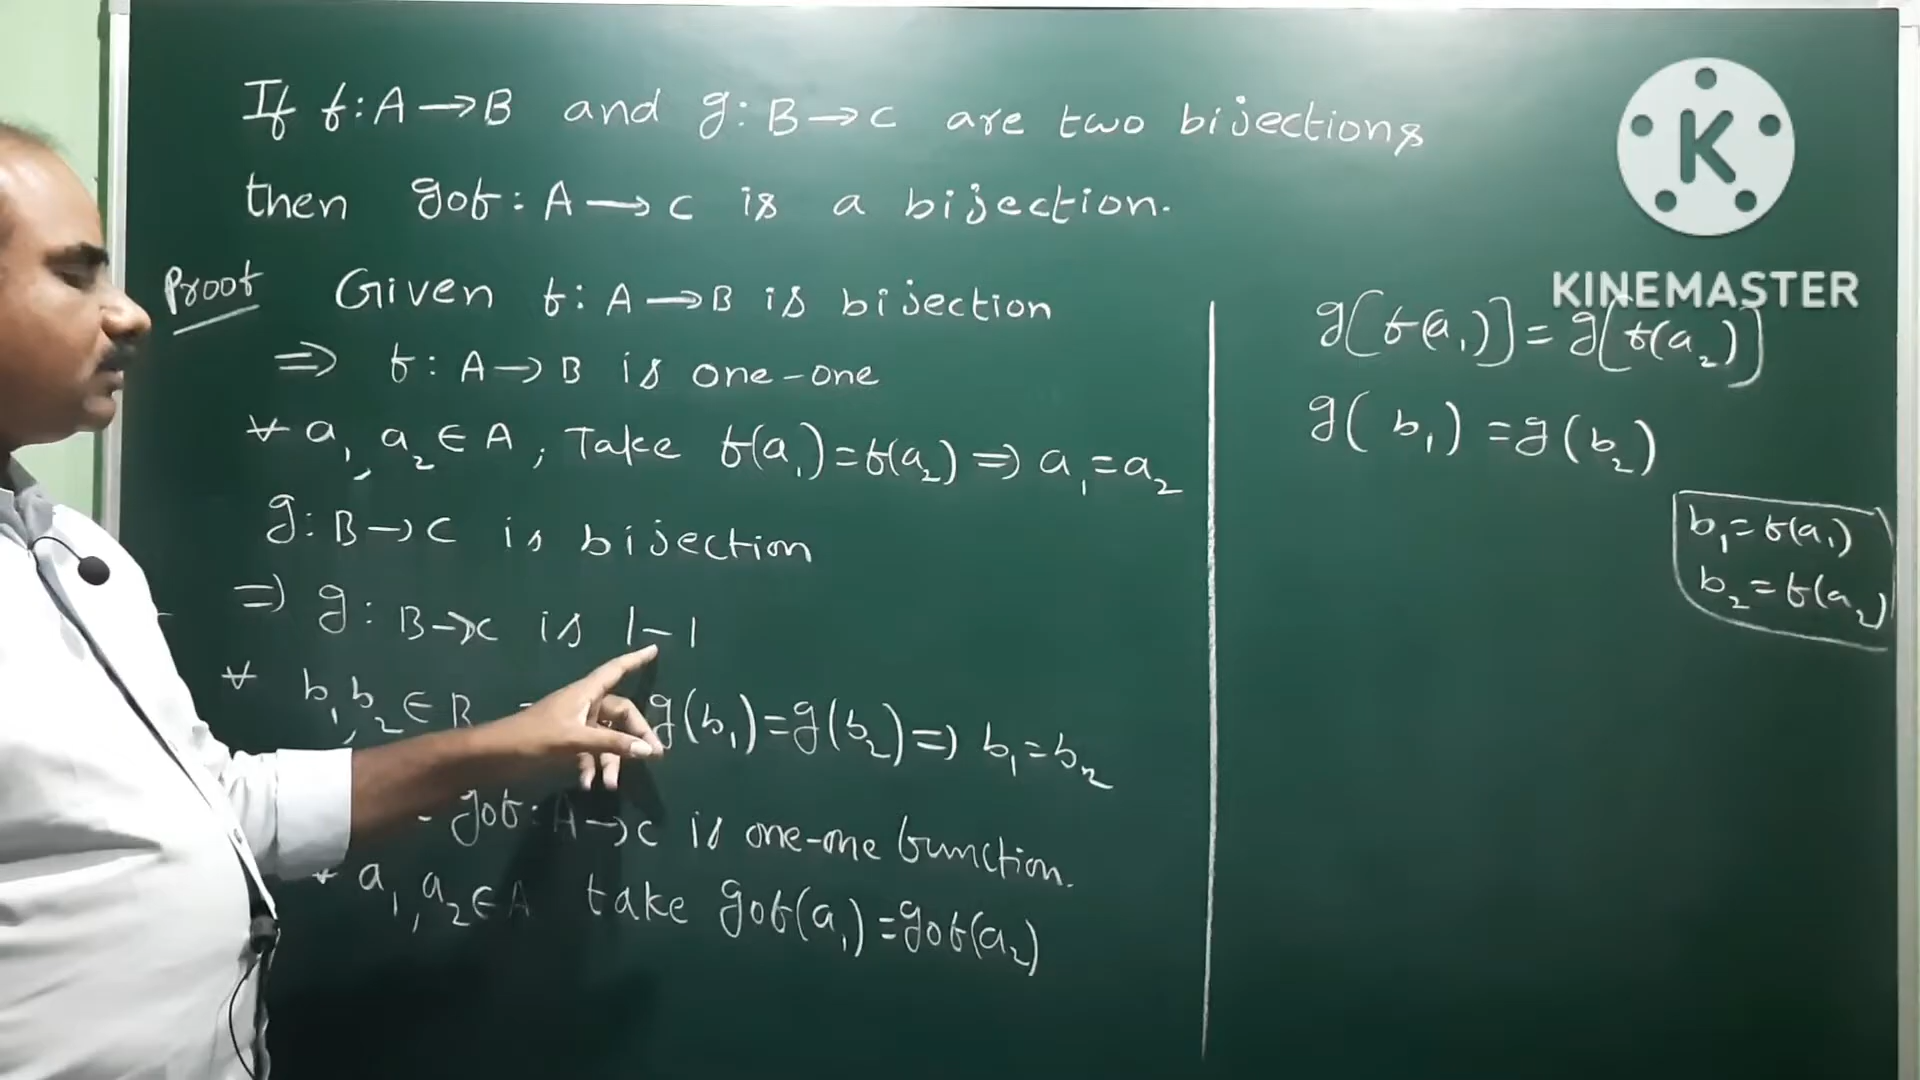 If f: A → B and g: B → C are two bijections
then gof: A → C is a bijection.
Proof Given f: A → B is bijection
⇒ f: A → B is one-one
∀ a₁, a₂ ∈ A, Take f(a₁) = f(a₂) ⇒ a₁ = a₂
g: B → C is bijection
⇒ g: B → C is 1-1
∀ b₁, b₂ ∈ B g(b₁) = g(b₂) ⇒ b₁ = b₂
gof: A → C is one-one function.
∀ a₁, a₂ ∈ A take gof(a₁) = gof(a₂)
K
KINEMASTER
g[f(a₁)] = g[f(a₂)]
g(b₁) = g(b₂)
b₁ = f(a₁)
b₂ = f(a₂)